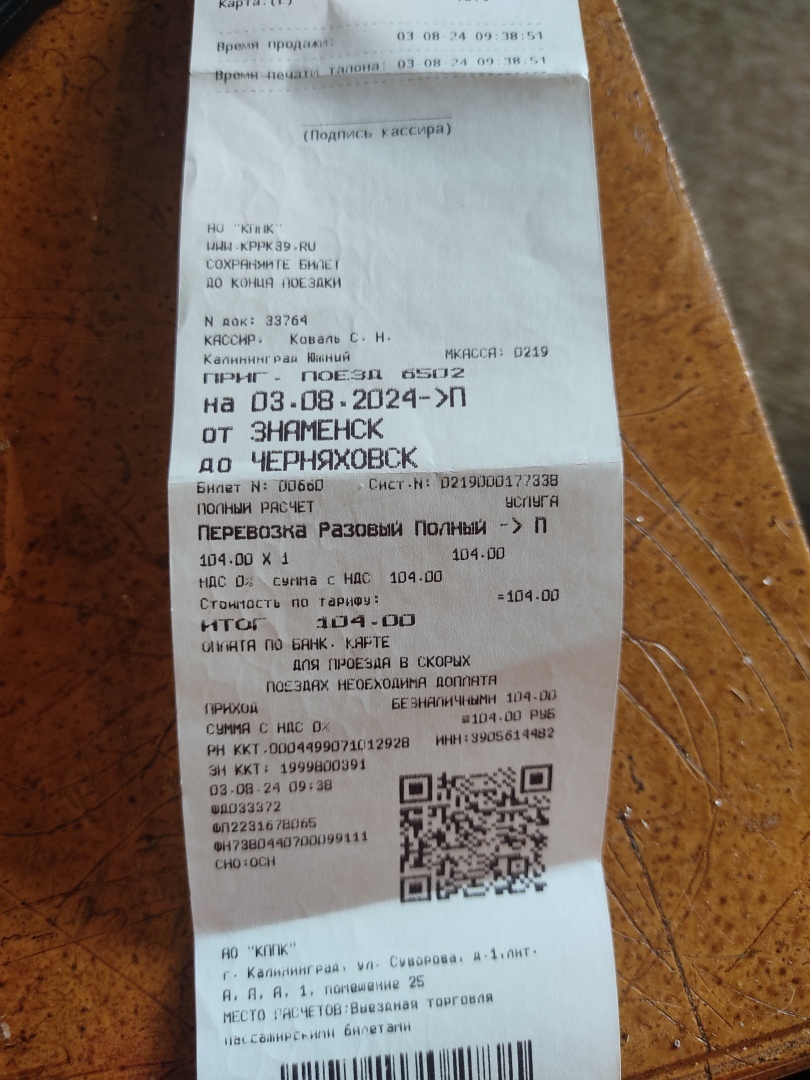 Карта:(Е)
Время продажи: 03-08-24 09:38:51
Время печати талона: 03-08-24 09:38:51
(Подпись кассира)
АО "КППК"
WWW.KPPK39.RU
СОХРАНЯЙТЕ БИЛЕТ
ДО КОНЦА ПОЕЗДКИ
N док: 33764
КАССИР. Коваль С. Н.
Калининград Южный МКАССА: 0219
ПРИГ. ПОЕЗД 6502
на 03.08.2024->П
от ЗНАМЕНСК
до ЧЕРНЯХОВСК
Билет N: 00660 Сист.N: 0219000177338
ПОЛНЫЙ РАСЧЕТ УСЛУГА
ПЕРЕВОЗКА РАЗОВЫЙ ПОЛНЫЙ -> П
104.00 X 1 104.00
НДС 0% сумма с НДС 104.00
Стоимость по тарифу: =104.00
ИТОГ 104.00
ОПЛАТА ПО БАНК. КАРТЕ
ДЛЯ ПРОЕЗДА В СКОРЫХ
ПОЕЗДАХ НЕОБХОДИМА ДОПЛАТА
ПРИХОД БЕЗНАЛИЧНЫМИ 104.00
СУММА С НДС 0% =104.00 РУБ
РН ККТ.0004499071012928 ИНН:3905614482
ЗН ККТ: 1999800391
03-08-24 09:38
ФД033372
ФП2231678065
ФН7380440700099111
СНО:ОСН
АО "КППК"
г. Калининград, ул. Суворова, д.1,лит.
А, А, А, 1, помещение 25
МЕСТО РАСЧЕТОВ:Выездная торговля
пассажирскими билетами